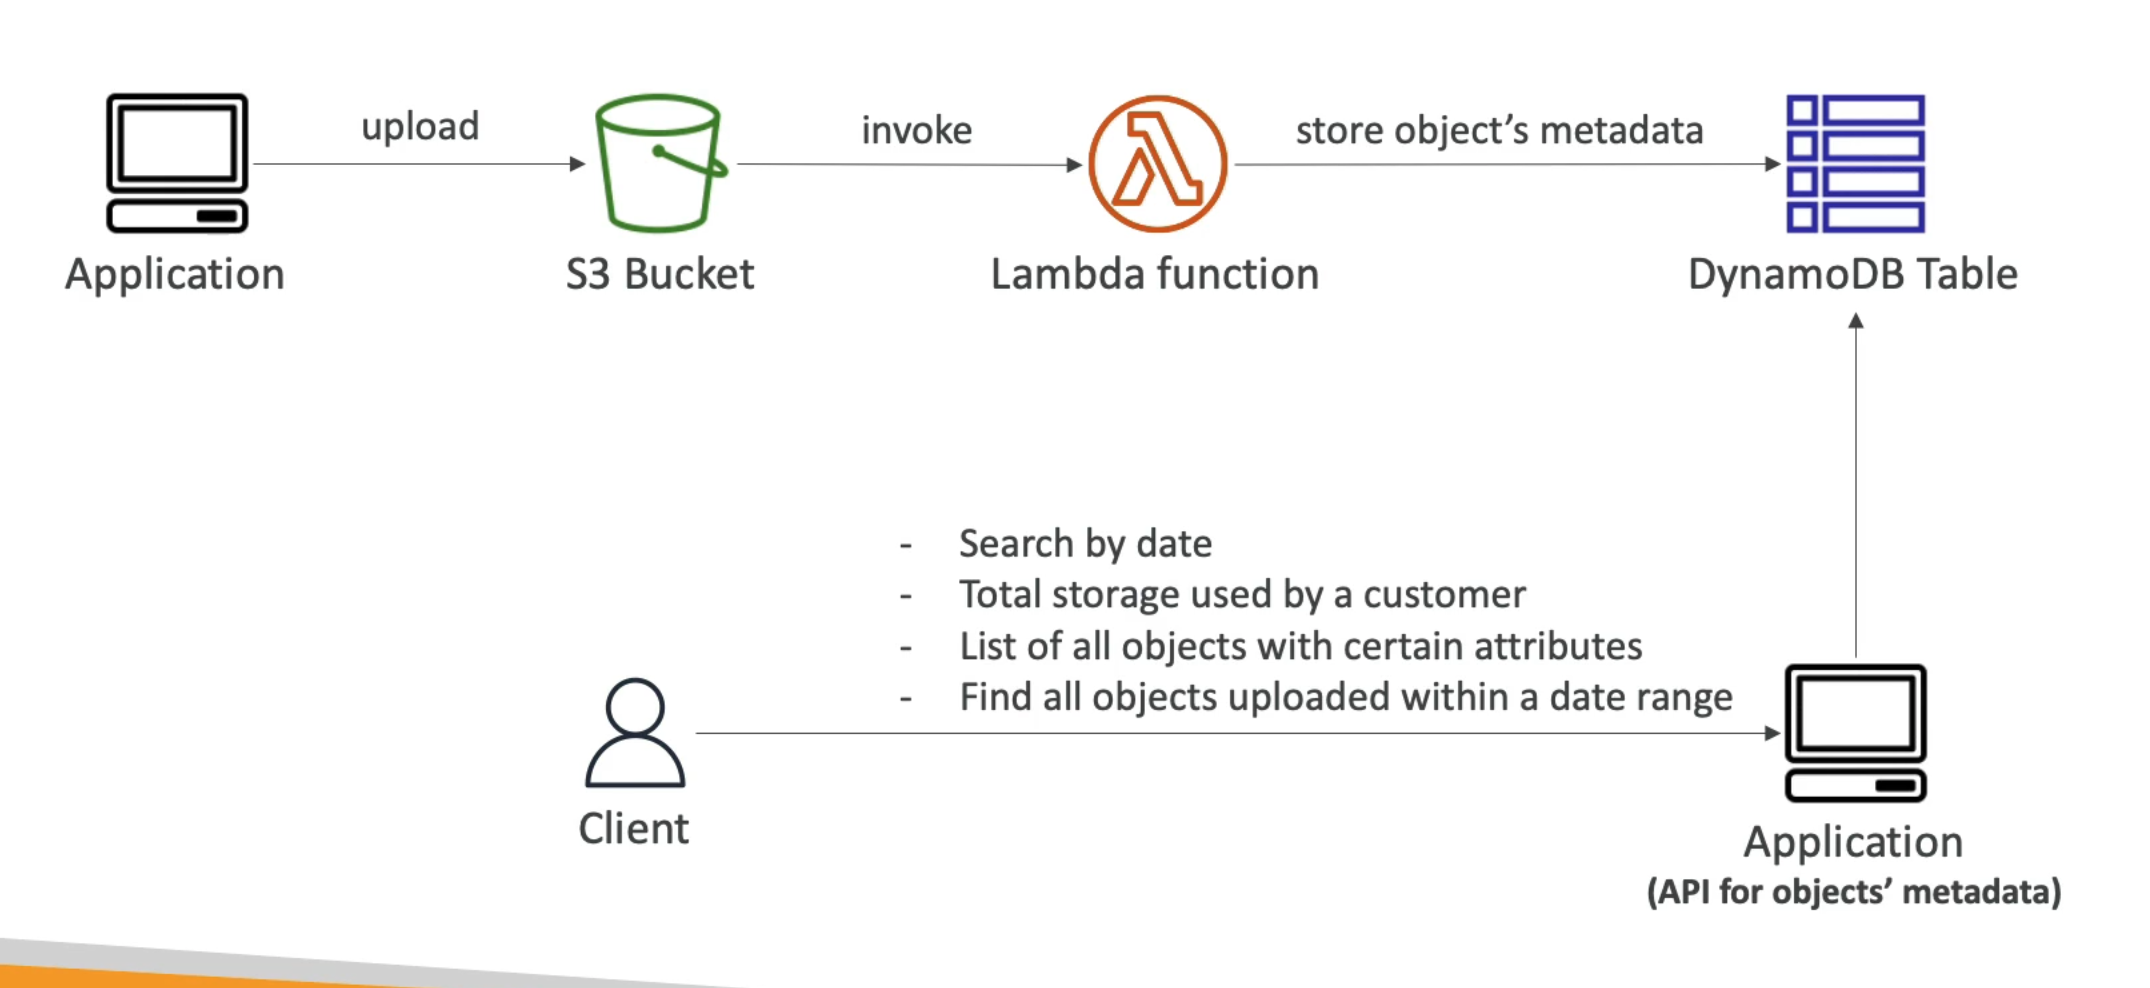 upload
invoke
store object’s metadata
Application
S3 Bucket
Lambda function
DynamoDB Table
- Search by date
- Total storage used by a customer
- List of all objects with certain attributes
- Find all objects uploaded within a date range
Client
Application
(API for objects’ metadata)